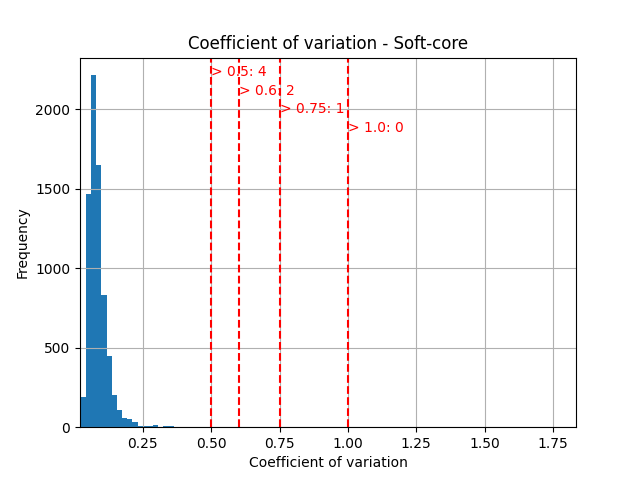 Coefficient of variation - Soft-core
> 0.5: 4
> 0.6: 2
> 0.75: 1
> 1.0: 0
2000
1500
1000
500
0
Frequency
0.25 0.50 0.75 1.00 1.25 1.50 1.75
Coefficient of variation